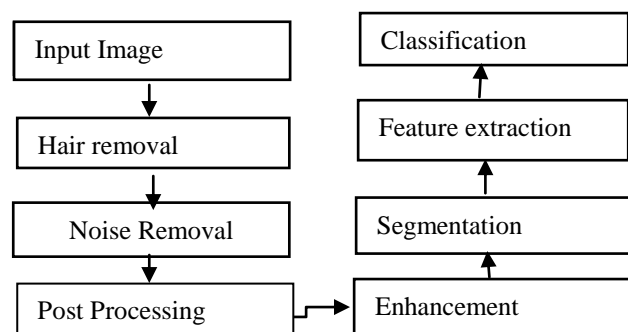 Input Image
Hair removal
Noise Removal
Post Processing
Enhancement
Segmentation
Feature extraction
Classification